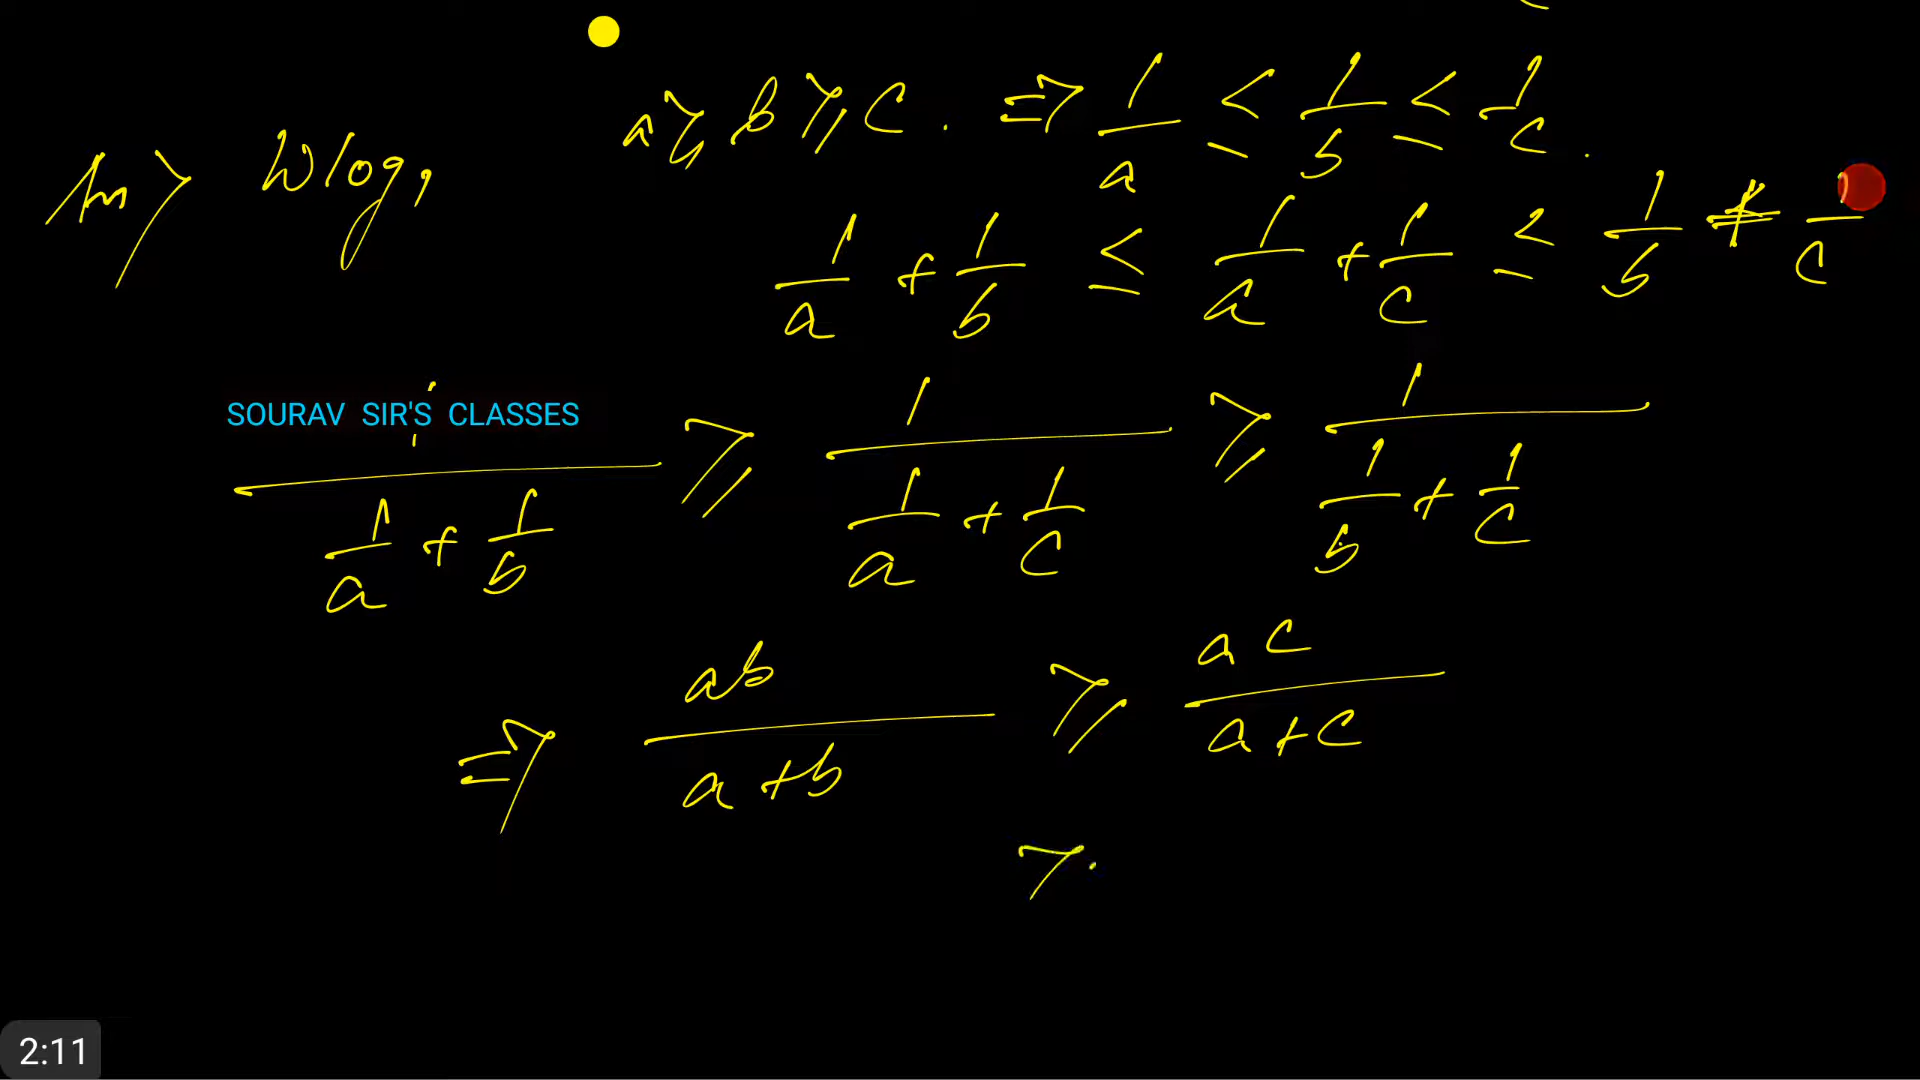 Ans> Wlog, a ≥ b ≥ c. ⇒ 1/a ≤ 1/b ≤ 1/c.
1/a + 1/b ≤ 1/a + 1/c ≤ 1/b + 1/c
SOURAV SIR'S CLASSES
1/(1/a + 1/b) ≥ 1/(1/a + 1/c) ≥ 1/(1/b + 1/c)
⇒ ab/(a+b) ≥ ac/(a+c)
>.
2:11